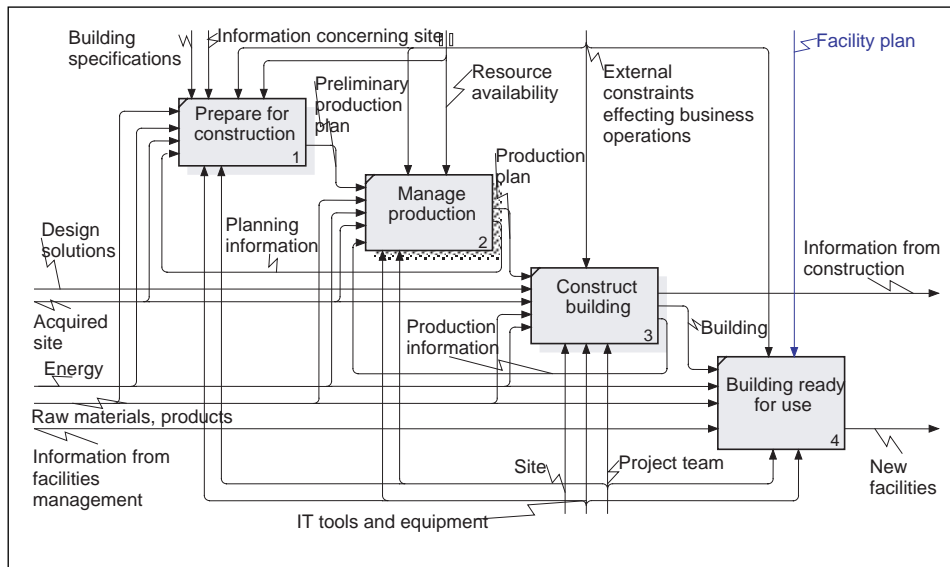 Building
specifications
Information concerning site
Facility plan
Preliminary
production
plan
Resource
availability
External
constraints
effecting business
operations
Prepare for
construction
1
Production
plan
Manage
production
2
Design
solutions
Planning
information
Information from
construction
Construct
building
3
Acquired
site
Production
information
Building
Energy
Building ready
for use
4
Raw materials, products
Information from
facilities
management
Site
Project team
New
facilities
IT tools and equipment